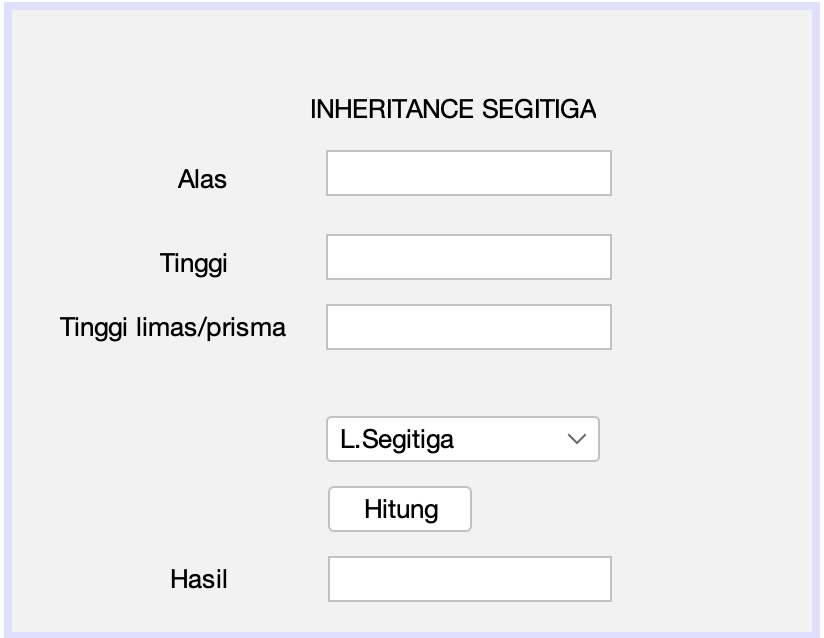 INHERITANCE SEGITIGA
Alas
Tinggi
Tinggi limas/prisma
L.Segitiga
Hitung
Hasil